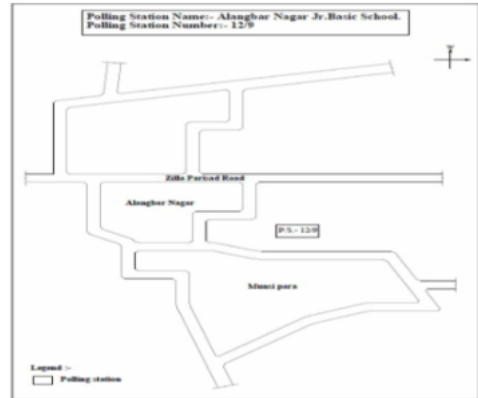 Polling Station Name:- Alangbar Nagar Jr.Basic School.
Polling Station Number:- 12/9
Zilla Parisad Road
Alangbar Nagar
P.S.- 12/9
Munsi para
Legend :-
Polling station